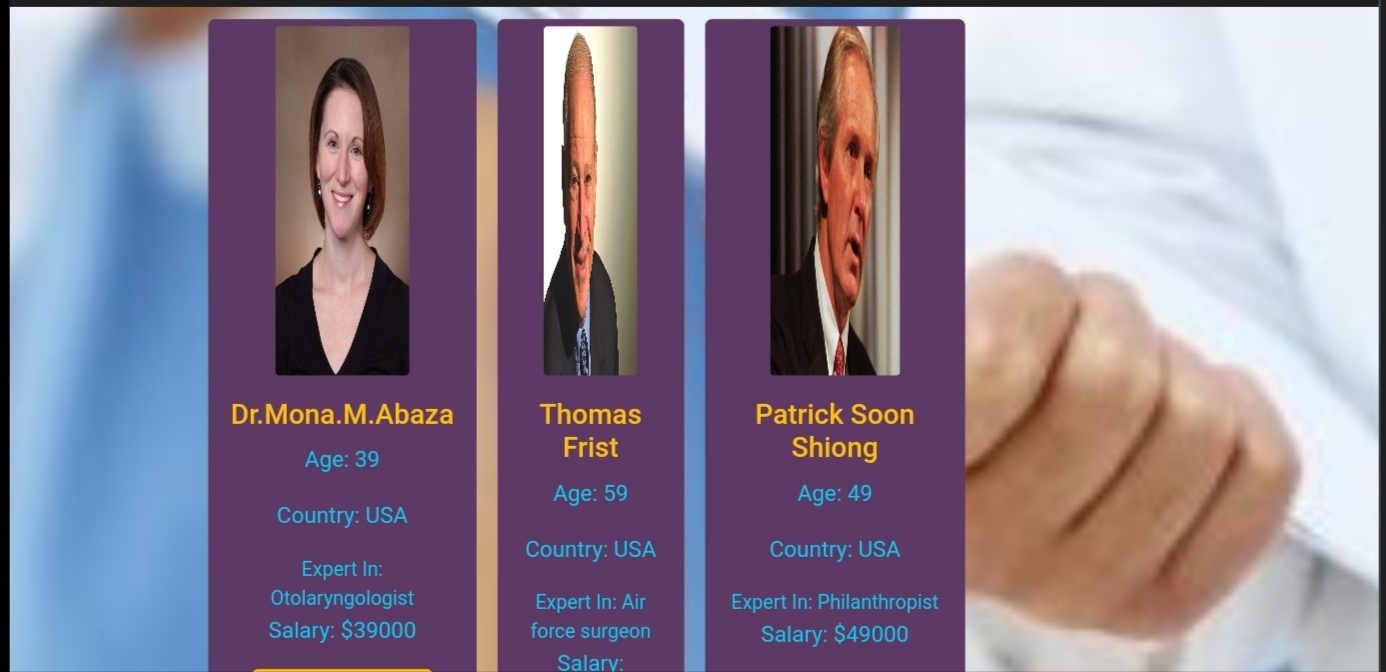 Dr.Mona.M.Abaza
Age: 39
Country: USA
Expert In:
Otolaryngologist
Salary: $39000
Thomas
Frist
Age: 59
Country: USA
Expert In: Air
force surgeon
Salary:
Patrick Soon
Shiong
Age: 49
Country: USA
Expert In: Philanthropist
Salary: $49000